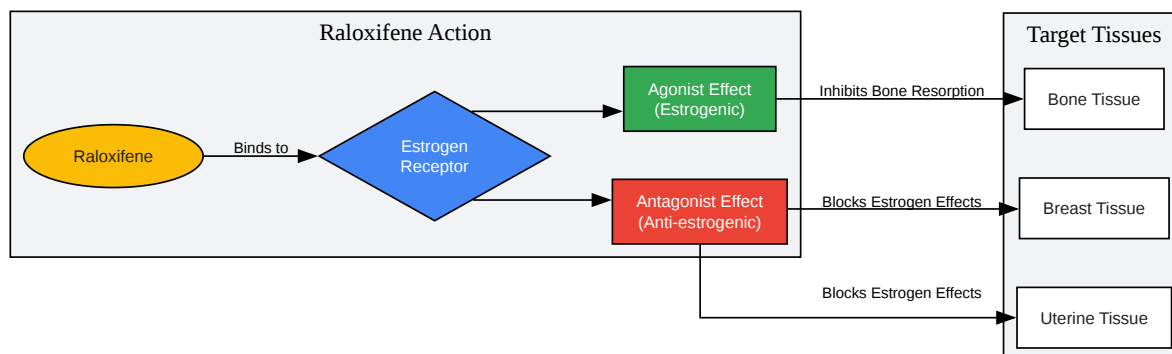 Raloxifene Action
Raloxifene
Binds to
Estrogen
Receptor
Agonist Effect
(Estrogenic)
Antagonist Effect
(Anti-estrogenic)
Inhibits Bone Resorption
Blocks Estrogen Effects
Blocks Estrogen Effects
Target Tissues
Bone Tissue
Breast Tissue
Uterine Tissue